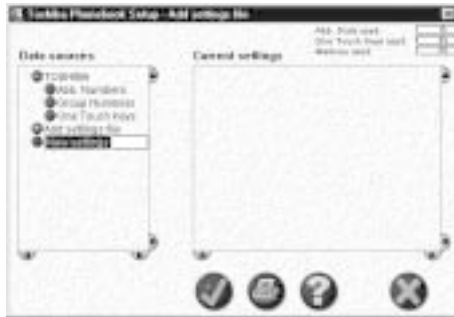 Toshiba Phonebook Setup - Add settings file
Abb. Dials used
One Touch Keys used
Memory used
Data sources
Current settings
TOSHIBA
Abb. Numbers
Group Numbers
One Touch Keys
Add settings file
New settings